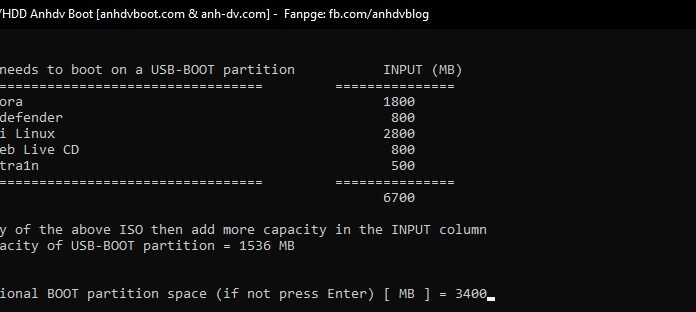 /HDD Anhdv Boot [anhdvboot.com & anh-dv.com] - Fanpge: fb.com/anhdvblog
needs to boot on a USB-BOOT partition INPUT (MB)
================================= ===============
ora 1800
defender 800
i Linux 2800
eb Live CD 800
tra1n 500
================================= ===============
6700
y of the above ISO then add more capacity in the INPUT column
acity of USB-BOOT partition = 1536 MB
ional BOOT partition space (if not press Enter) [ MB ] = 3400